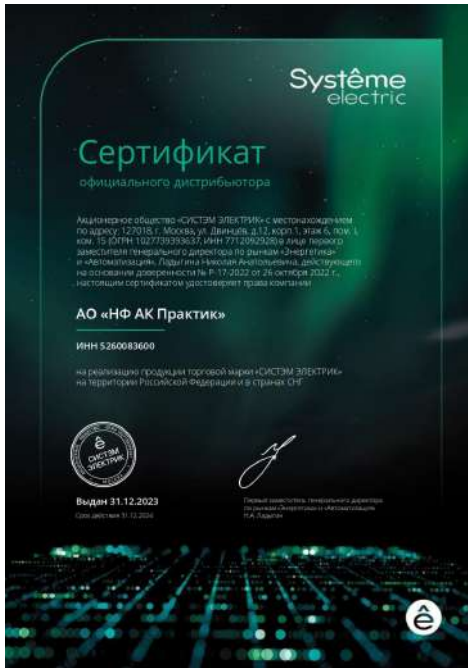 Système
electric
Сертификат
официального дистрибьютора
Акционерное общество «СИСТЭМ ЭЛЕКТРИК» с местонахождением
по адресу: 127018, г. Москва, ул. Двинцев, д.12, корп.1, этаж 6, пом. I,
ком. 15 (ОГРН 1027739393637, ИНН 7712092928) в лице первого
заместителя генерального директора по рынкам «Энергетика»
и «Автоматизация», Ладыгина Николая Анатольевича, действующего
на основании доверенности № Р-17-2022 от 26 октября 2022 г.,
настоящим сертификатом удостоверяет права компании
АО «НФ АК Практик»
ИНН 5260083600
на реализацию продукции торговой марки «СИСТЭМ ЭЛЕКТРИК»
на территории Российской Федерации и в странах СНГ
ê
СИСТЭМ
ЭЛЕКТРИК
Выдан 31.12.2023
Срок действия 31.12.2024
Первый заместитель генерального директора
по рынкам «Энергетика» и «Автоматизация»
Н.А. Ладыгин
ê